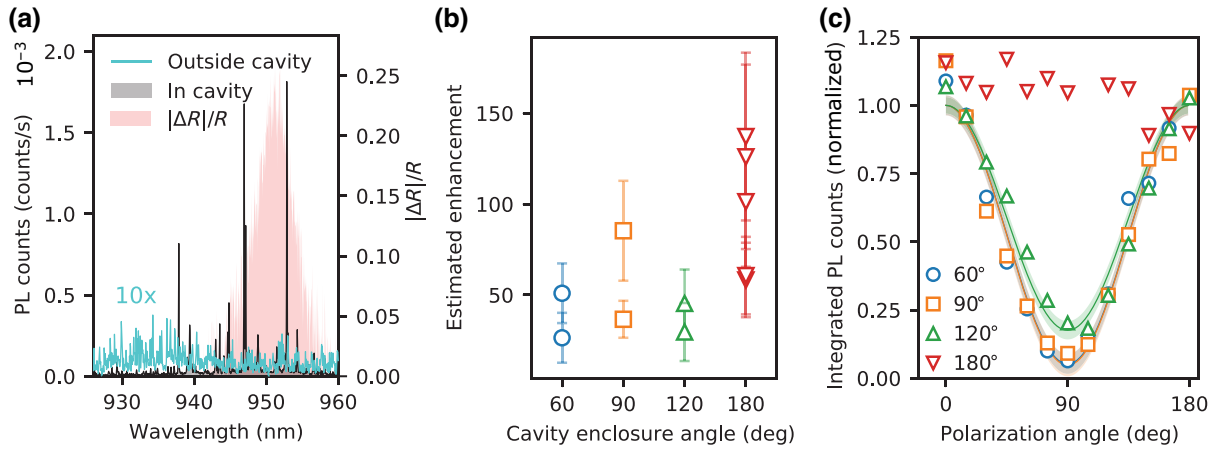 (a)
PL counts (counts/s) 10⁻³
2.0
1.5
1.0
0.5
0.0
Outside cavity
In cavity
|ΔR|/R
10x
0.25
0.20
0.15
0.10
0.05
0.00
|ΔR|/R
930 940 950 960
Wavelength (nm)
(b)
Estimated enhancement
150
100
50
60 90 120 180
Cavity enclosure angle (deg)
(c)
Integrated PL counts (normalized)
1.25
1.00
0.75
0.50
0.25
0.00
60°
90°
120°
180°
0 90 180
Polarization angle (deg)